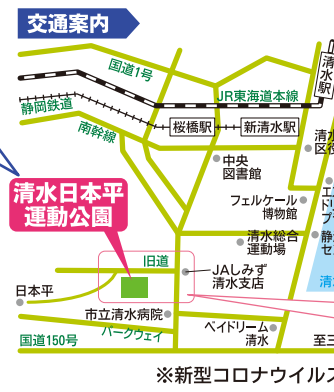 交通案内
国道1号
清水駅
JR東海道本線
静岡鉄道
南幹線
桜橋駅
新清水駅
中央
図書館
フェルケール
博物館
清水日本平
運動公園
清水総合
運動場
旧道
JAしみず
清水支店
日本平
市立清水病院
ベイドリーム
清水
パークウェイ
国道150号
※新型コロナウイル